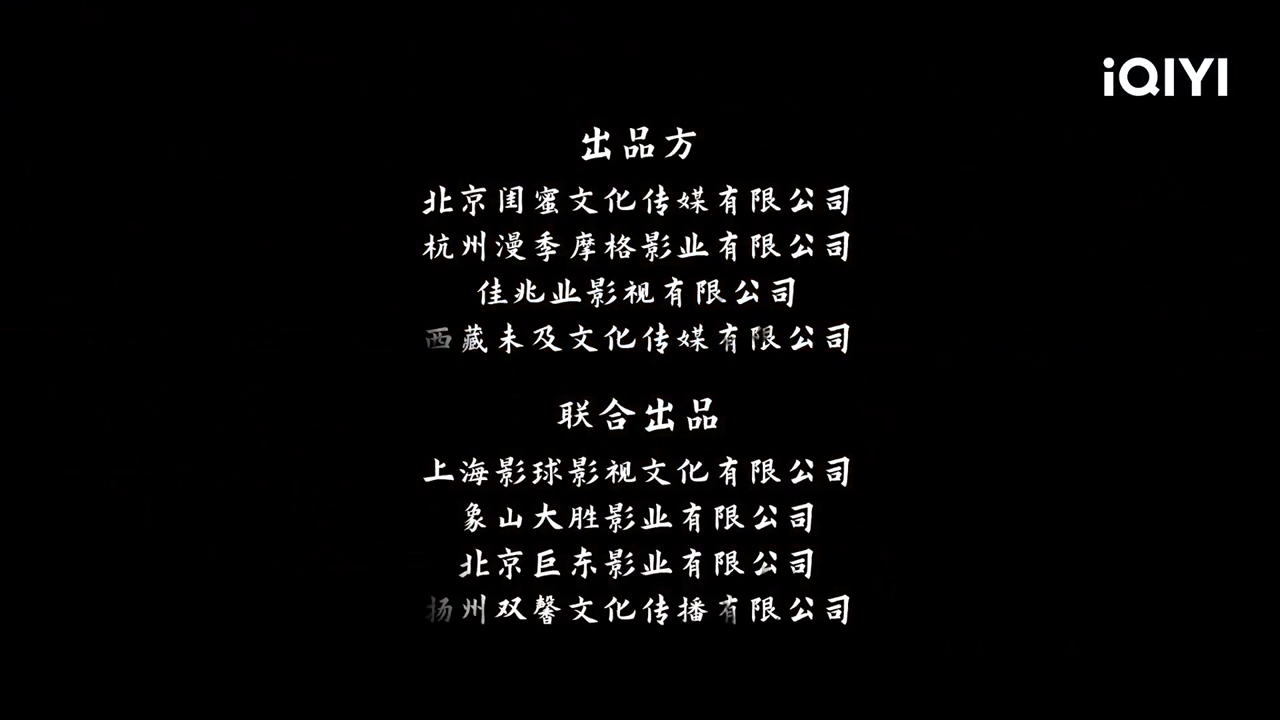 iQIYI
出品方
北京闺蜜文化传媒有限公司
杭州漫季摩格影业有限公司
佳兆业影视有限公司
西藏未及文化传媒有限公司
联合出品
上海影球影视文化有限公司
象山大胜影业有限公司
北京巨东影业有限公司
扬州双馨文化传播有限公司